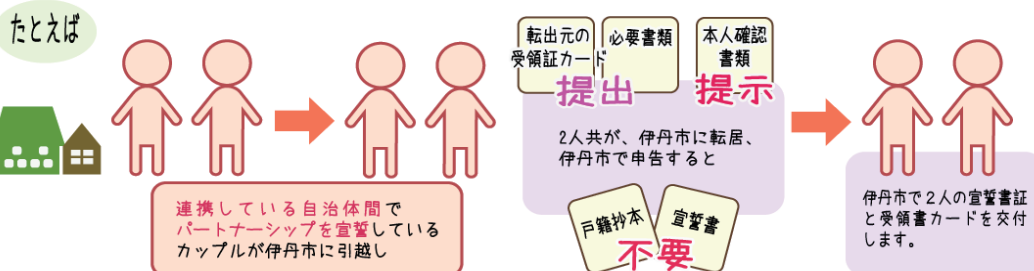 たとえば
連携している自治体間で
パートナーシップを宣誓している
カップルが伊丹市に引越し
転出元の
受領証カード
必要書類
提出
本人確認
書類
提示
2人共が、伊丹市に転居、
伊丹市で申告すると
戸籍抄本
宣誓書
不要
伊丹市で2人の宣誓書証
と受領書カードを交付
します。